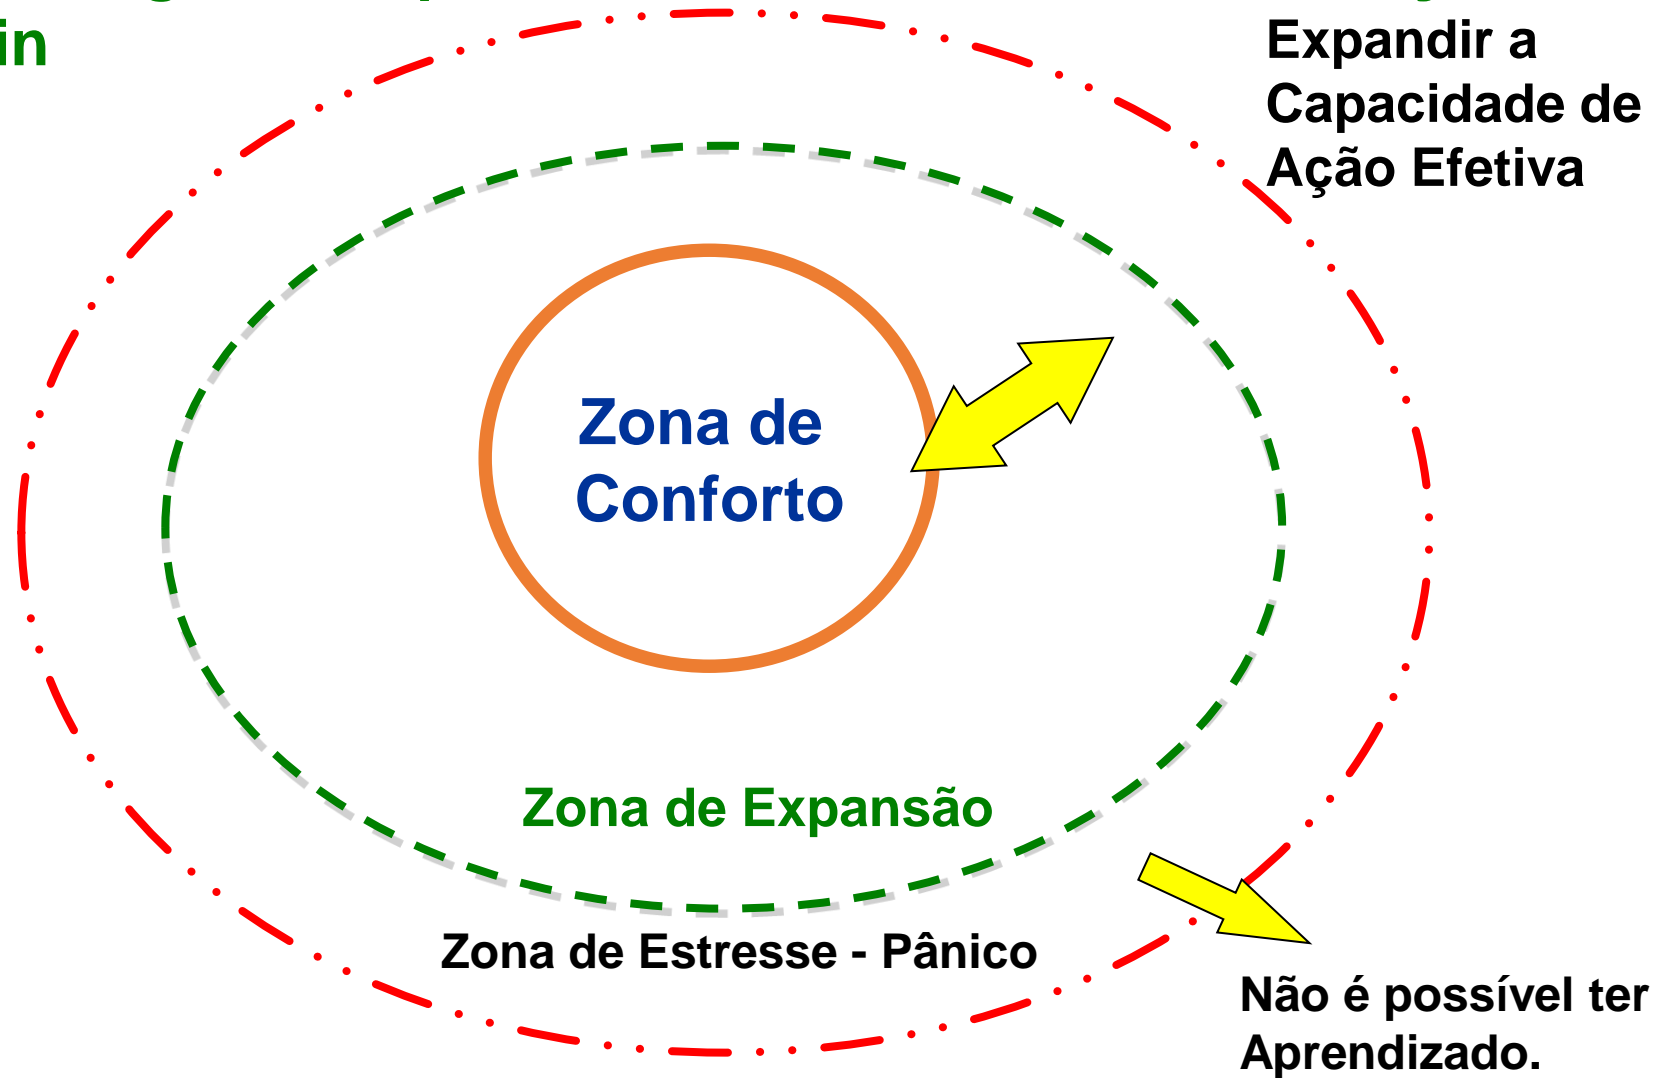 in
Expandir a
Capacidade de
Ação Efetiva
Zona de
Conforto
Zona de Expansão
Zona de Estresse - Pânico
Não é possível ter
Aprendizado.